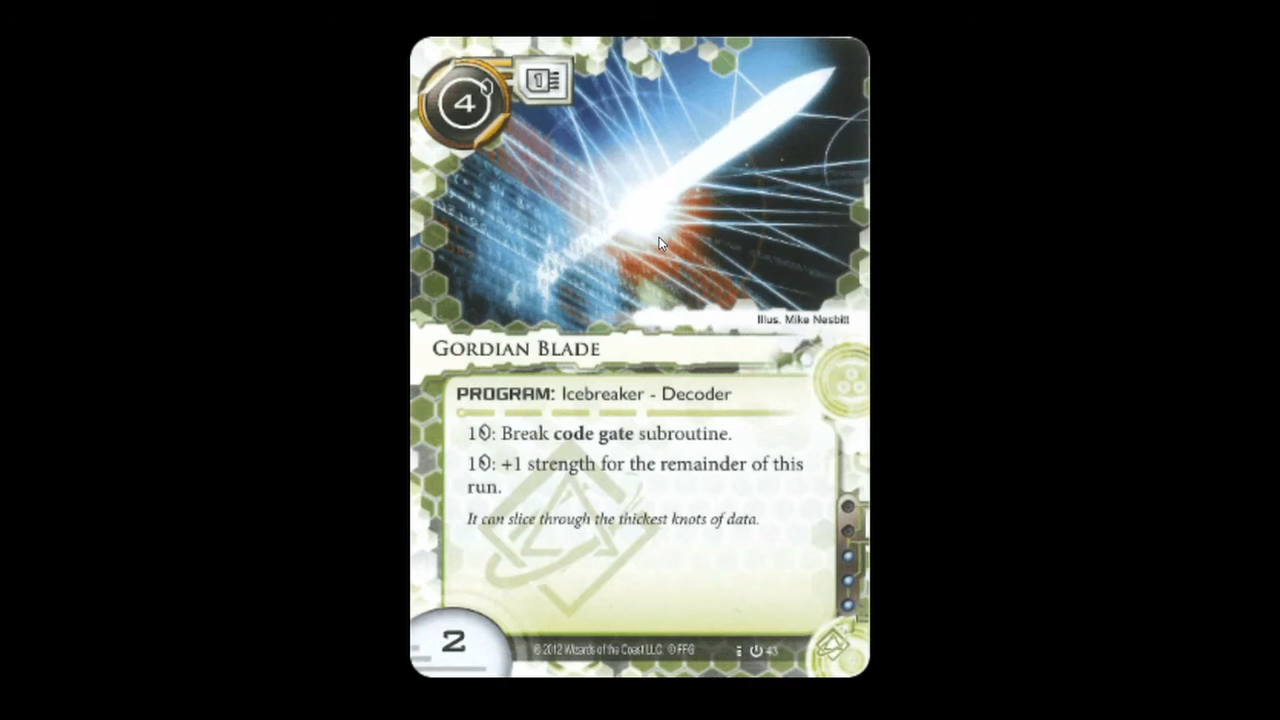 4
1
Illus. Mike Nesbitt
GORDIAN BLADE
PROGRAM: Icebreaker - Decoder
1: Break code gate subroutine.
1: +1 strength for the remainder of this
run.
It can slice through the thickest knots of data.
2
© 2012 Wizards of the Coast LLC. © FFG 43